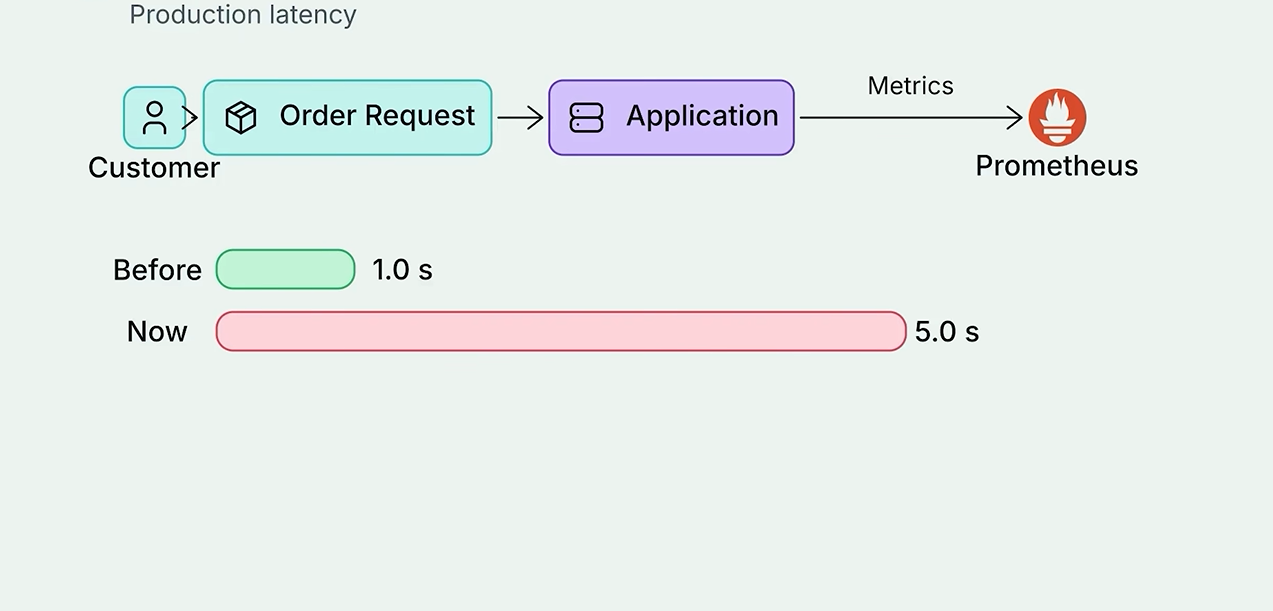 Production latency
Metrics
Order Request
Application
Customer
Prometheus
Before
1.0 s
Now
5.0 s